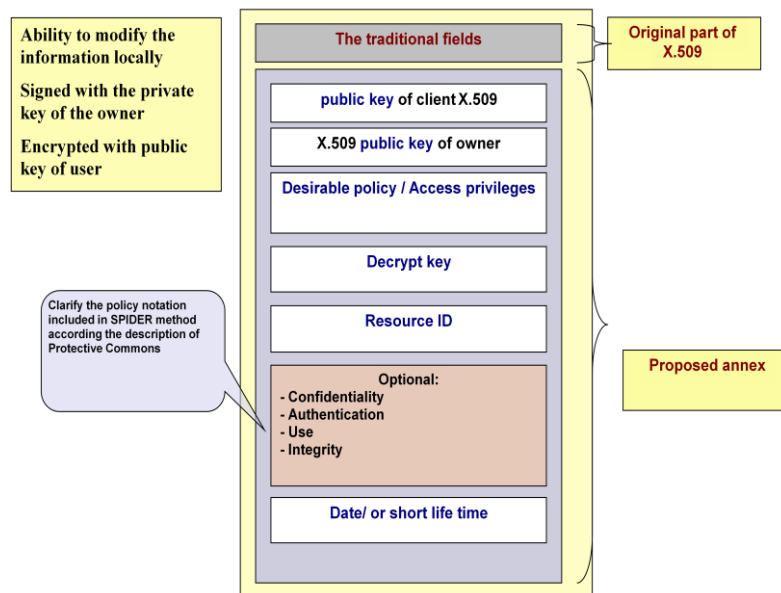 Ability to modify the
information locally
Signed with the private
key of the owner
Encrypted with public
key of user
The traditional fields
Original part of
X.509
public key of client X.509
X.509 public key of owner
Desirable policy / Access privileges
Decrypt key
Resource ID
Clarify the policy notation
included in SPIDER method
according the description of
Protective Commons
Optional:
- Confidentiality
- Authentication
- Use
- Integrity
Proposed annex
Date/ or short life time